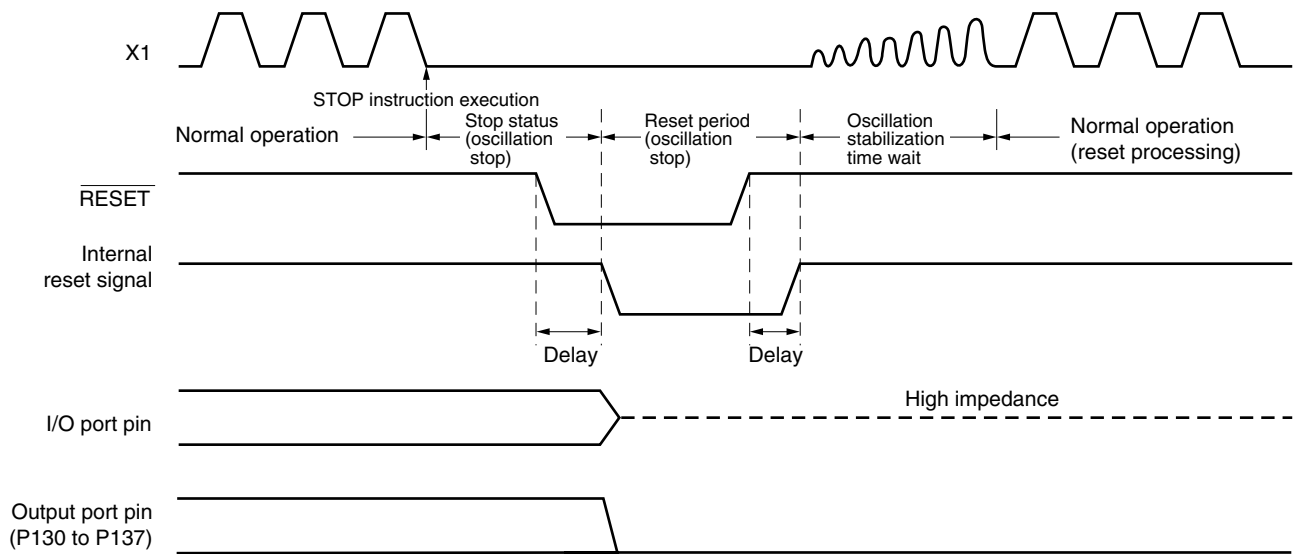 X1
STOP instruction execution
Normal operation
Stop status
(oscillation
stop)
Reset period
(oscillation
stop)
Oscillation
stabilization
time wait
Normal operation
(reset processing)
RESET
Internal
reset signal
Delay
Delay
I/O port pin
High impedance
Output port pin
(P130 to P137)